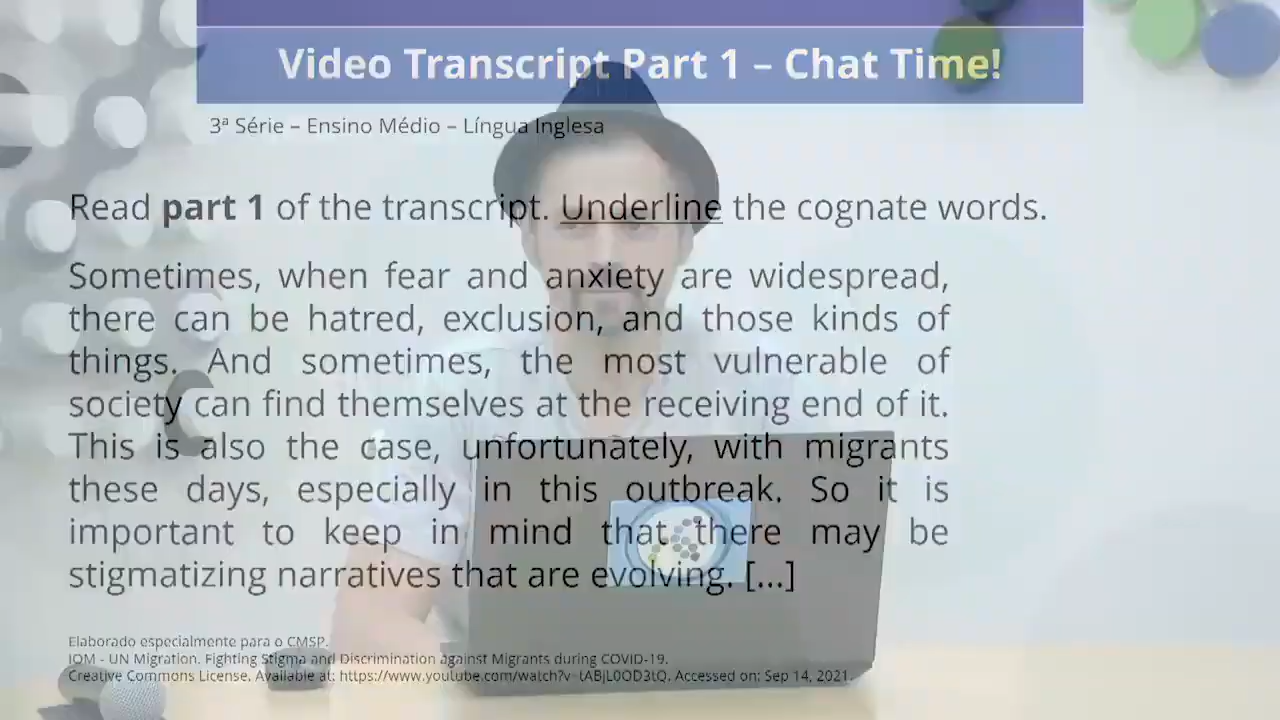 Video Transcript Part 1 – Chat Time!
3ª Série – Ensino Médio – Língua Inglesa
Read part 1 of the transcript. Underline the cognate words.
Sometimes, when fear and anxiety are widespread,
there can be hatred, exclusion, and those kinds of
things. And sometimes, the most vulnerable of
society can find themselves at the receiving end of it.
This is also the case, unfortunately, with migrants
these days, especially in this outbreak. So it is
important to keep in mind that there may be
stigmatizing narratives that are evolving. [...]
Elaborado especialmente para o CMSP.
IOM - UN Migration. Fighting Stigma and Discrimination against Migrants during COVID-19.
Creative Commons License. Available at: https://www.youtube.com/watch?v=tABjL0OD3tQ. Accessed on: Sep 14, 2021.